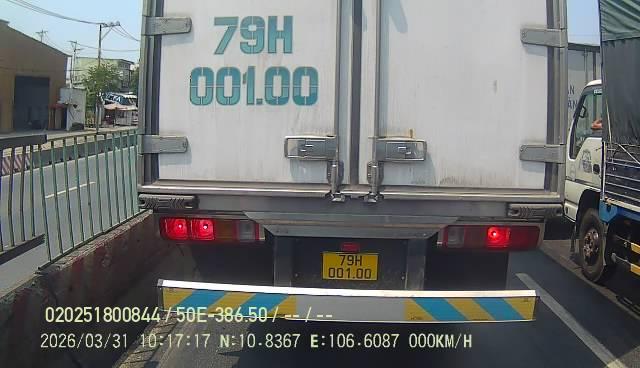 79H
001.00
79H
001.00
020251800844 / 50E-386.50 / -- / --
2026/03/31 10:17:17 N:10.8367 E:106.6087 000KM/H